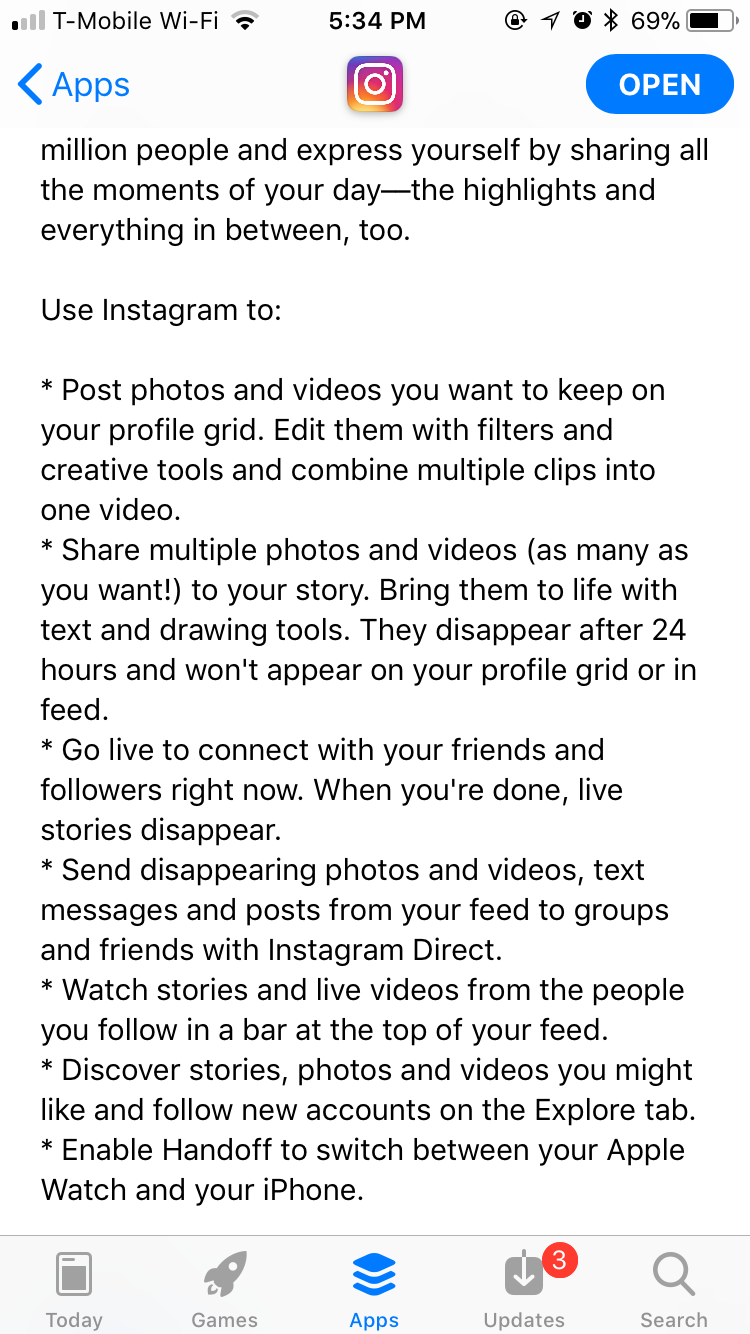 T-Mobile Wi-Fi 5:34 PM 69%
Apps OPEN
million people and express yourself by sharing all
the moments of your day—the highlights and
everything in between, too.
Use Instagram to:
* Post photos and videos you want to keep on
your profile grid. Edit them with filters and
creative tools and combine multiple clips into
one video.
* Share multiple photos and videos (as many as
you want!) to your story. Bring them to life with
text and drawing tools. They disappear after 24
hours and won't appear on your profile grid or in
feed.
* Go live to connect with your friends and
followers right now. When you're done, live
stories disappear.
* Send disappearing photos and videos, text
messages and posts from your feed to groups
and friends with Instagram Direct.
* Watch stories and live videos from the people
you follow in a bar at the top of your feed.
* Discover stories, photos and videos you might
like and follow new accounts on the Explore tab.
* Enable Handoff to switch between your Apple
Watch and your iPhone.
3
Today Games Apps Updates Search